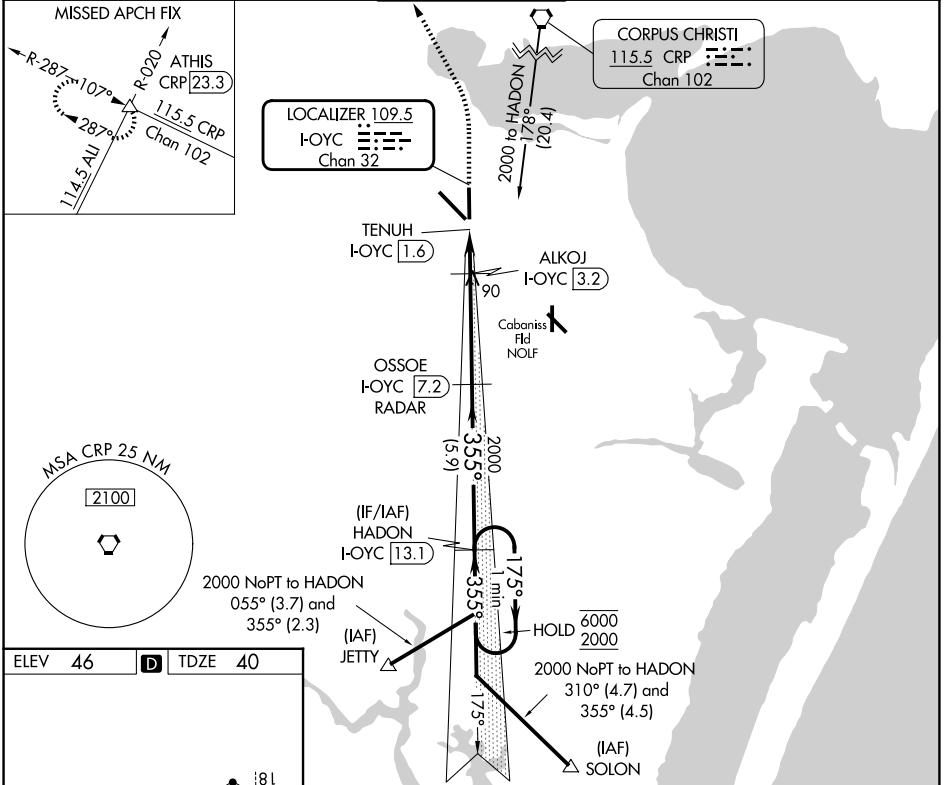 MISSED APCH FIX
R-287
107°
R-020
ATHIS
CRP 23.3
287°
115.5 CRP
Chan 102
114.5 ALI
LOCALIZER 109.5
I-OYC
Chan 32
CORPUS CHRISTI
115.5 CRP
Chan 102
2000 to HADON
178°
(20.4)
TENUH
I-OYC 1.6
ALKOJ
I-OYC 3.2
90
Cabaniss
Fld
NOLF
OSSOE
I-OYC 7.2
RADAR
2000
355°
(5.9)
MSA CRP 25 NM
2100
(IF/IAF)
HADON
I-OYC 13.1
175°
1 min
355°
HOLD 6000
2000
2000 NoPT to HADON
055° (3.7) and
355° (2.3)
(IAF)
JETTY
2000 NoPT to HADON
310° (4.7) and
355° (4.5)
175°
(IAF)
SOLON
ELEV 46 D TDZE 40
18